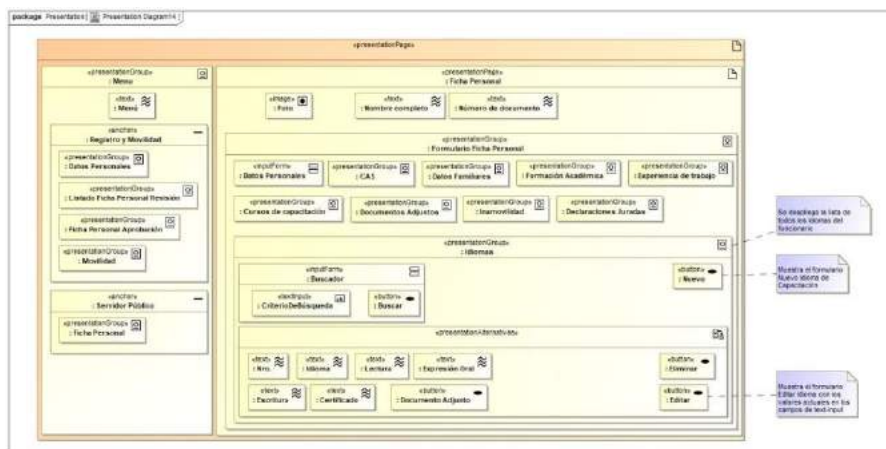 package Presentation [ Presentation Diagram14 ]
«presentationPage»
«presentationGroup»
: Menu
«text»
: Menú
«anchor»
: Registro y Movilidad
«presentationGroup»
: Datos Personales
«presentationGroup»
: Listado Ficha Personal Revisión
«presentationGroup»
: Ficha Personal Aprobación
«presentationGroup»
: Movilidad
«anchor»
: Servidor Público
«presentationGroup»
: Ficha Personal
«presentationPage»
: Ficha Personal
«image»
: Foto
«text»
: Nombre completo
«text»
: Número de documento
«presentationGroup»
: Formulario Ficha Personal
«inputForm»
: Datos Personales
«presentationGroup»
: CAS
«presentationGroup»
: Datos Familiares
«presentationGroup»
: Formación Académica
«presentationGroup»
: Experiencia de trabajo
«presentationGroup»
: Cursos de capacitación
«presentationGroup»
: Documentos Adjuntos
«presentationGroup»
: Inamovilidad
«presentationGroup»
: Declaraciones Juradas
«presentationGroup»
: Idiomas
«inputForm»
: Buscador
«textInput»
: CriterioDeBúsqueda
«button»
: Buscar
«button»
: Nuevo
«presentationAlternatives»
«text»
: Nro.
«text»
: Idioma
«text»
: Lectura
«text»
: Expresión Oral
«button»
: Eliminar
«text»
: Escritura
«text»
: Certificado
«button»
: Documento Adjunto
«button»
: Editar
Se despliega la lista de
todos los idiomas del
funcionario
Muestra el formulario
Nuevo Idioma de
Capacitación
Muestra el formulario
Editar Idioma con los
valores actuales en los
campos de text-input